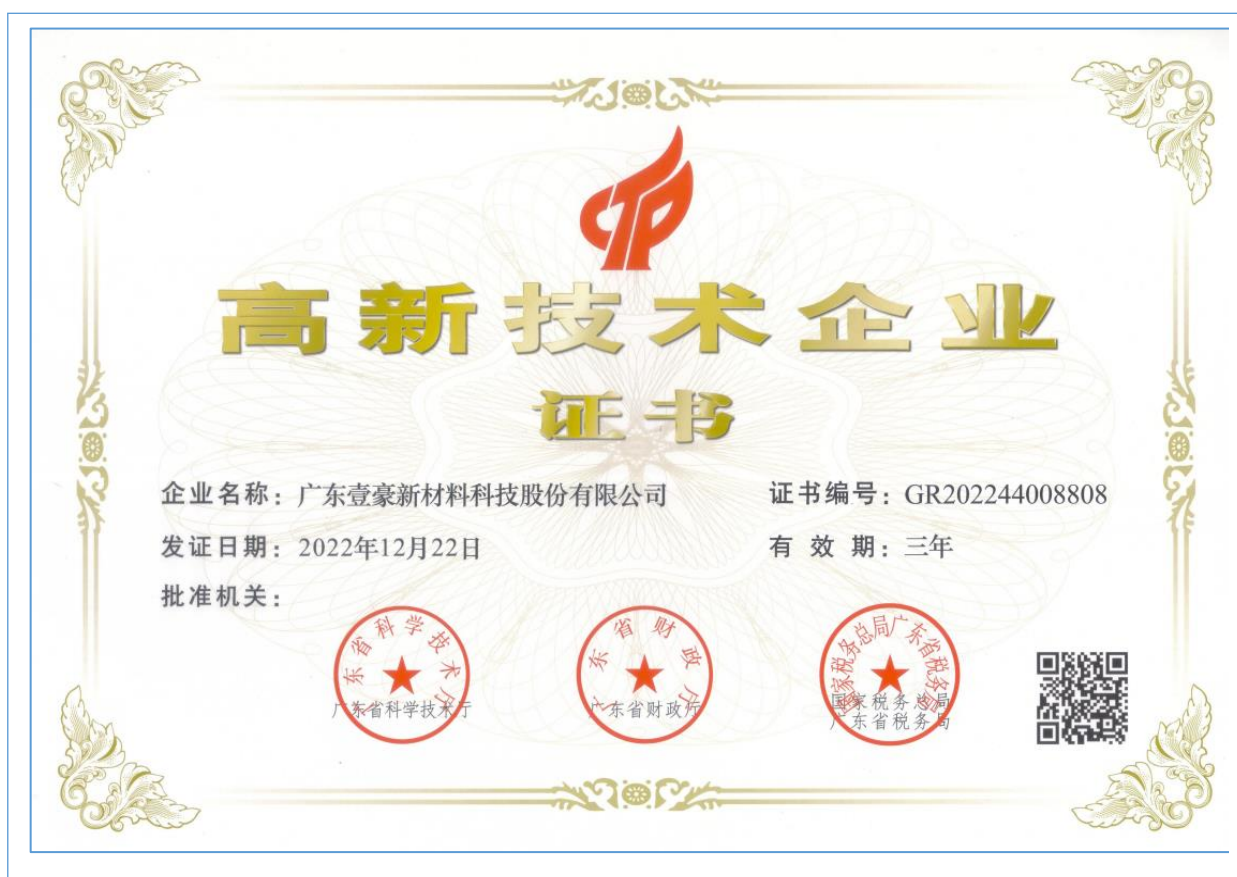 CTP
高新技术企业
证书
企业名称：广东壹豪新材料科技股份有限公司 证书编号：GR202244008808
发证日期：2022年12月22日 有效期：三年
批准机关：
广东省科学技术厅 广东省财政厅 国家税务总局广东省税务局
广东省科学技术厅 广东省财政厅 国家税务总局
广东省税务局